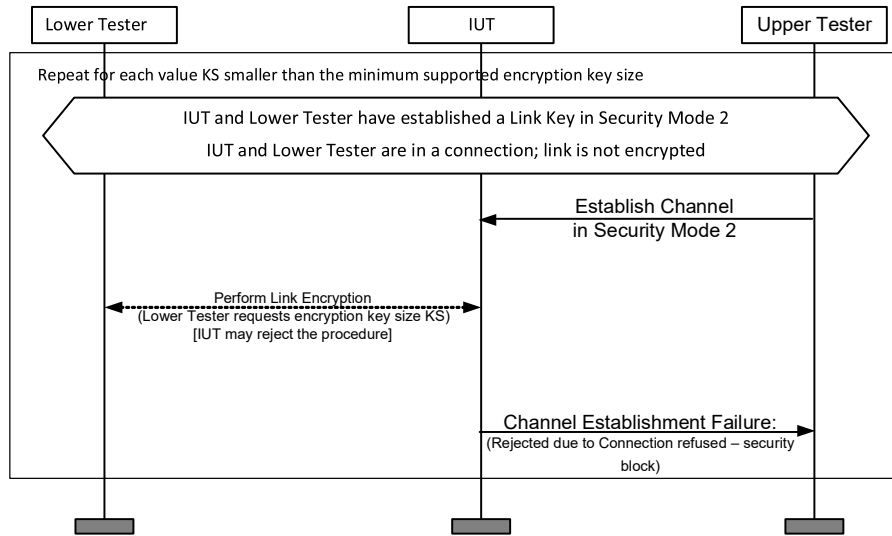 Lower Tester
IUT
Upper Tester
Repeat for each value KS smaller than the minimum supported encryption key size
IUT and Lower Tester have established a Link Key in Security Mode 2
IUT and Lower Tester are in a connection; link is not encrypted
Establish Channel
in Security Mode 2
Perform Link Encryption
(Lower Tester requests encryption key size KS)
[IUT may reject the procedure]
Channel Establishment Failure:
(Rejected due to Connection refused – security
block)